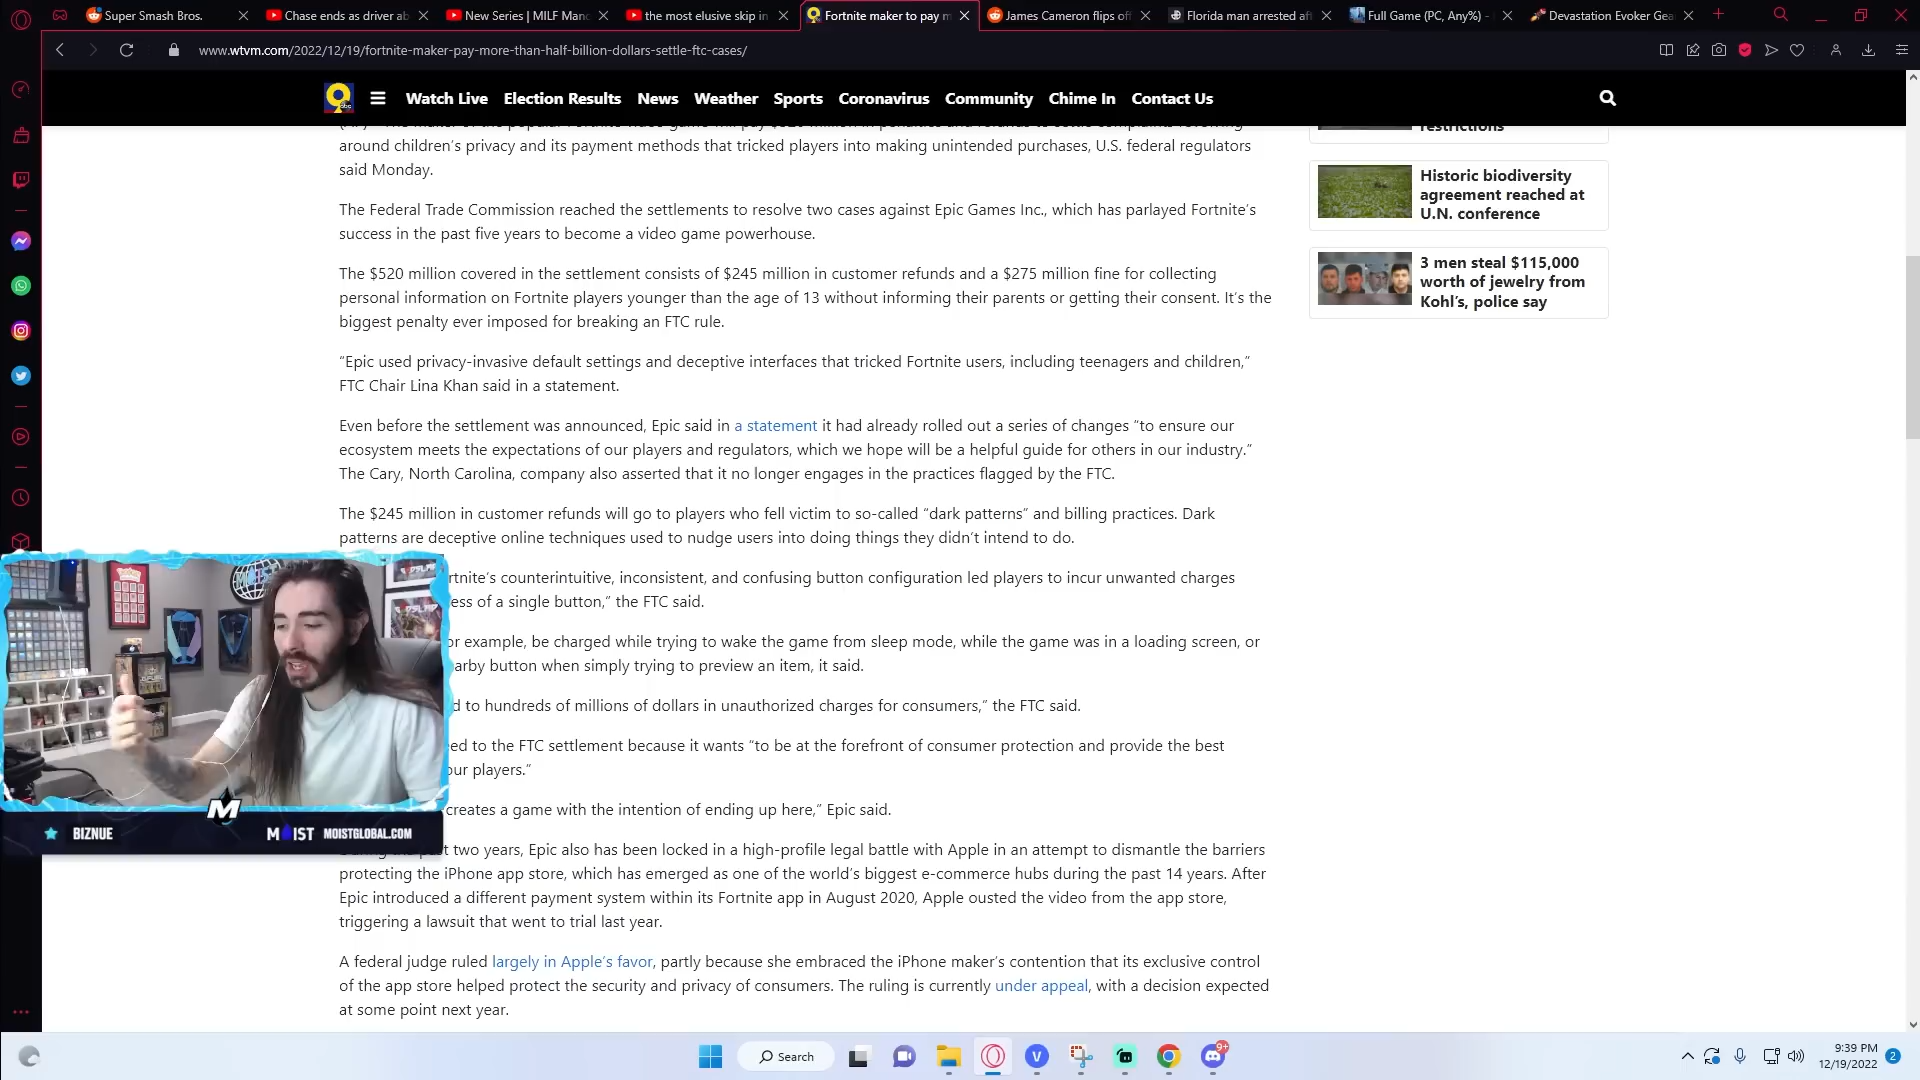 Super Smash Bros.
Chase ends as driver ab
New Series | MILF Mano
the most elusive skip in
Fortnite maker to pay m
James Cameron flips off
Florida man arrested aft
Full Game (PC, Any%) -
Devastation Evoker Gea
www.wtvm.com/2022/12/19/fortnite-maker-pay-more-than-half-billion-dollars-settle-ftc-cases/
Watch Live Election Results News Weather Sports Coronavirus Community Chime In Contact Us
around children's privacy and its payment methods that tricked players into making unintended purchases, U.S. federal regulators
said Monday.
The Federal Trade Commission reached the settlements to resolve two cases against Epic Games Inc., which has parlayed Fortnite's
success in the past five years to become a video game powerhouse.
The $520 million covered in the settlement consists of $245 million in customer refunds and a $275 million fine for collecting
personal information on Fortnite players younger than the age of 13 without informing their parents or getting their consent. It's the
biggest penalty ever imposed for breaking an FTC rule.
“Epic used privacy-invasive default settings and deceptive interfaces that tricked Fortnite users, including teenagers and children,”
FTC Chair Lina Khan said in a statement.
Even before the settlement was announced, Epic said in a statement it had already rolled out a series of changes “to ensure our
ecosystem meets the expectations of our players and regulators, which we hope will be a helpful guide for others in our industry.”
The Cary, North Carolina, company also asserted that it no longer engages in the practices flagged by the FTC.
The $245 million in customer refunds will go to players who fell victim to so-called “dark patterns” and billing practices. Dark
patterns are deceptive online techniques used to nudge users into doing things they didn't intend to do.
rtnite's counterintuitive, inconsistent, and confusing button configuration led players to incur unwanted charges
ess of a single button,” the FTC said.
or example, be charged while trying to wake the game from sleep mode, while the game was in a loading screen, or
arby button when simply trying to preview an item, it said.
d to hundreds of millions of dollars in unauthorized charges for consumers,” the FTC said.
eed to the FTC settlement because it wants “to be at the forefront of consumer protection and provide the best
our players.”
creates a game with the intention of ending up here,” Epic said.
two years, Epic also has been locked in a high-profile legal battle with Apple in an attempt to dismantle the barriers
protecting the iPhone app store, which has emerged as one of the world's biggest e-commerce hubs during the past 14 years. After
Epic introduced a different payment system within its Fortnite app in August 2020, Apple ousted the video from the app store,
triggering a lawsuit that went to trial last year.
A federal judge ruled largely in Apple's favor, partly because she embraced the iPhone maker's contention that its exclusive control
of the app store helped protect the security and privacy of consumers. The ruling is currently under appeal, with a decision expected
at some point next year.
restrictions
Historic biodiversity
agreement reached at
U.N. conference
3 men steal $115,000
worth of jewelry from
Kohl's, police say
M
BIZNUE
MOIST MOISTGLOBAL.COM
Search
9+
9:39 PM
12/19/2022
2